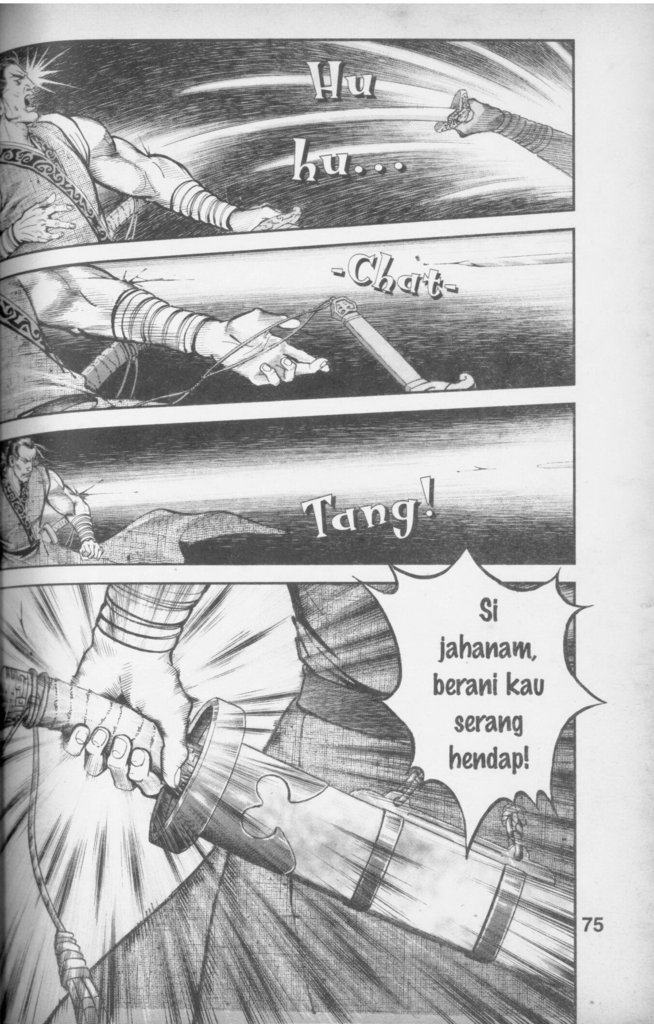 Hu
hu...
-Chat-
Tang!
Si
jahanam,
berani kau
serang
hendap!
75